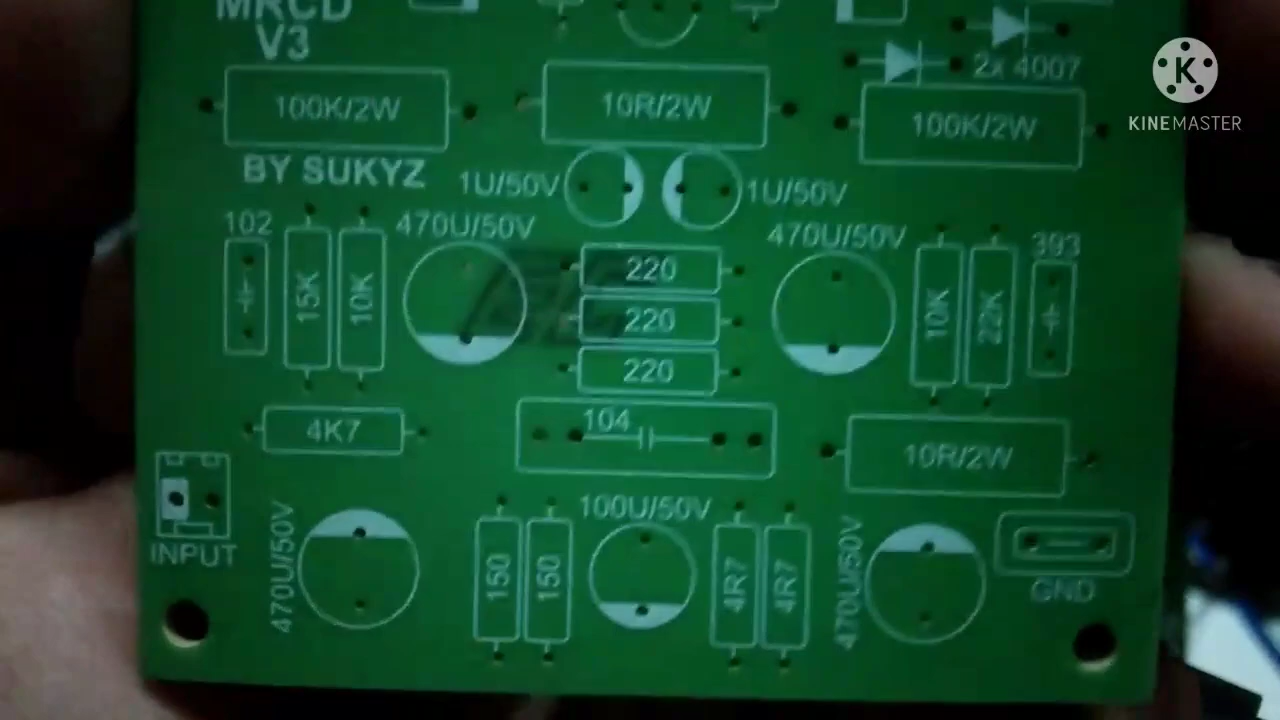 MRCD
V3
2x 4007
100K/2W
10R/2W
100K/2W
K
KINEMASTER
BY SUKYZ
1U/50V
1U/50V
102
470U/50V
470U/50V
393
15K
10K
220
220
220
10K
22K
4K7
104
10R/2W
INPUT
470U/50V
150
150
100U/50V
4R7
4R7
470U/50V
GND